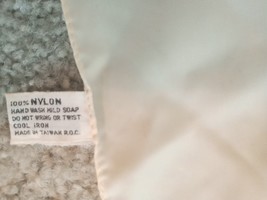 100% NYLON
HAND WASH MILD SOAP
DO NOT WRING OR TWIST
COOL IRON
MADE IN TAIWAN R.O.C.